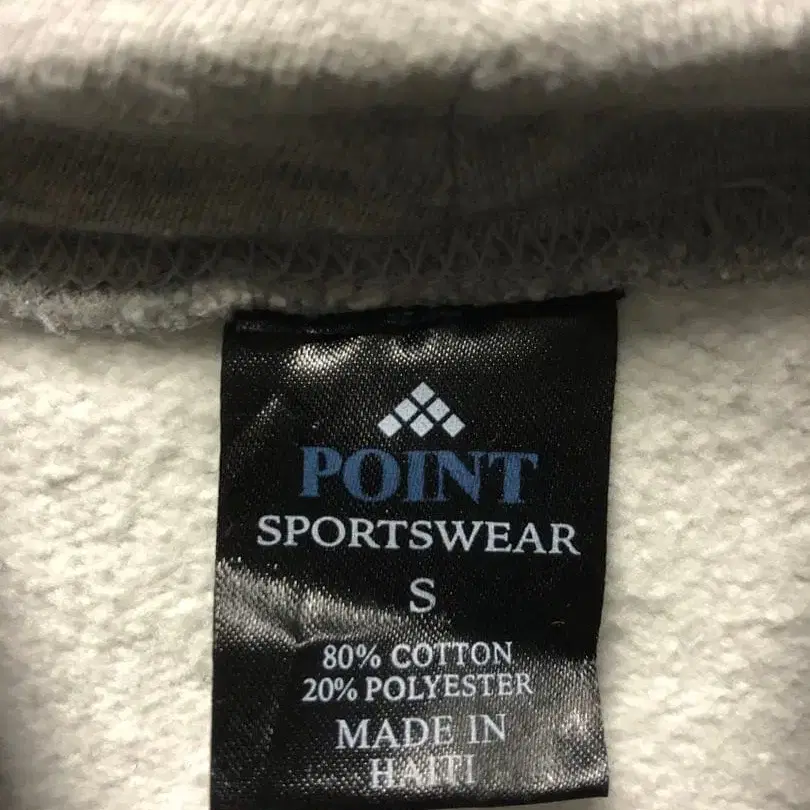 POINT
SPORTSWEAR
S
80% COTTON
20% POLYESTER
MADE IN
HAITI